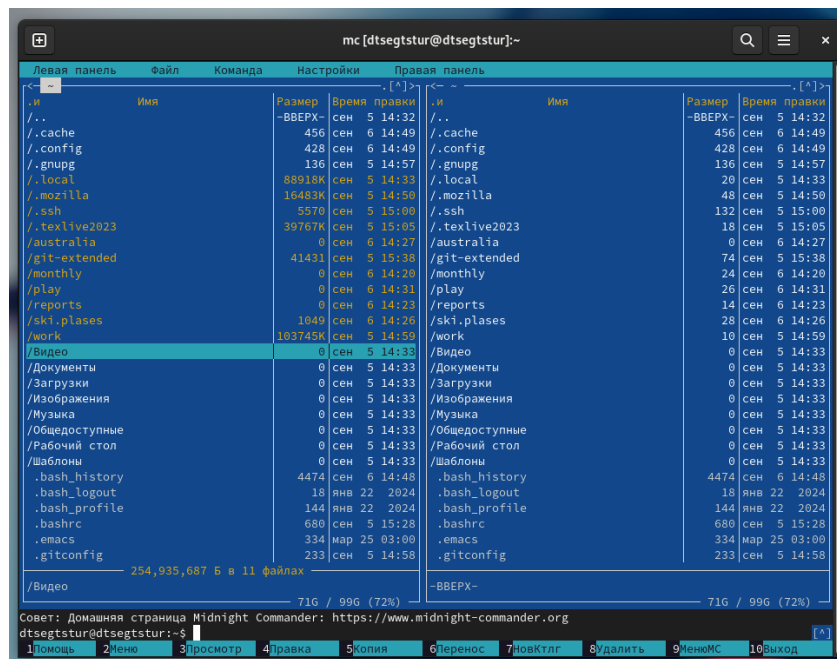 mc [dtsegtstur@dtsegtstur]:~
Левая панель Файл Команда Настройки Правая панель
<— ~ .[^]> <— ~ .[^]>
.и Имя Размер Время правки .и Имя Размер Время правки
/.. -ВВЕРХ- сен 5 14:32 /.. -ВВЕРХ- сен 5 14:32
/.cache 456 сен 6 14:49 /.cache 456 сен 6 14:49
/.config 428 сен 6 14:49 /.config 428 сен 6 14:49
/.gnupg 136 сен 5 14:57 /.gnupg 136 сен 5 14:57
/.local 88918K сен 5 14:33 /.local 20 сен 5 14:33
/.mozilla 16483K сен 5 14:50 /.mozilla 48 сен 5 14:50
/.ssh 5570 сен 5 15:00 /.ssh 132 сен 5 15:00
/.texlive2023 39767K сен 5 15:05 /.texlive2023 18 сен 5 15:05
/australia 0 сен 6 14:27 /australia 0 сен 6 14:27
/git-extended 41431 сен 5 15:38 /git-extended 74 сен 5 15:38
/monthly 0 сен 6 14:20 /monthly 24 сен 6 14:20
/play 0 сен 6 14:31 /play 26 сен 6 14:31
/reports 0 сен 6 14:23 /reports 14 сен 6 14:23
/ski.plases 1049 сен 6 14:26 /ski.plases 28 сен 6 14:26
/work 103745K сен 5 14:59 /work 10 сен 5 14:59
/Видео 0 сен 5 14:33 /Видео 0 сен 5 14:33
/Документы 0 сен 5 14:33 /Документы 0 сен 5 14:33
/Загрузки 0 сен 5 14:33 /Загрузки 0 сен 5 14:33
/Изображения 0 сен 5 14:33 /Изображения 0 сен 5 14:33
/Музыка 0 сен 5 14:33 /Музыка 0 сен 5 14:33
/Общедоступные 0 сен 5 14:33 /Общедоступные 0 сен 5 14:33
/Рабочий стол 0 сен 5 14:33 /Рабочий стол 0 сен 5 14:33
/Шаблоны 0 сен 5 14:33 /Шаблоны 0 сен 5 14:33
.bash_history 4474 сен 6 14:48 .bash_history 4474 сен 6 14:48
.bash_logout 18 янв 22 2024 .bash_logout 18 янв 22 2024
.bash_profile 144 янв 22 2024 .bash_profile 144 янв 22 2024
.bashrc 680 сен 5 15:28 .bashrc 680 сен 5 15:28
.emacs 334 мар 25 03:00 .emacs 334 мар 25 03:00
.gitconfig 233 сен 5 14:58 .gitconfig 233 сен 5 14:58
254,935,687 Б в 11 файлах
/Видео -ВВЕРХ-
71G / 99G (72%) 71G / 99G (72%)
Совет: Домашняя страница Midnight Commander: https://www.midnight-commander.org
dtsegtstur@dtsegtstur:~$ [^]
1Помощь 2Меню 3Просмотр 4Правка 5Копия 6Перенос 7НовКтлг 8Удалить 9МенюMC 10Выход